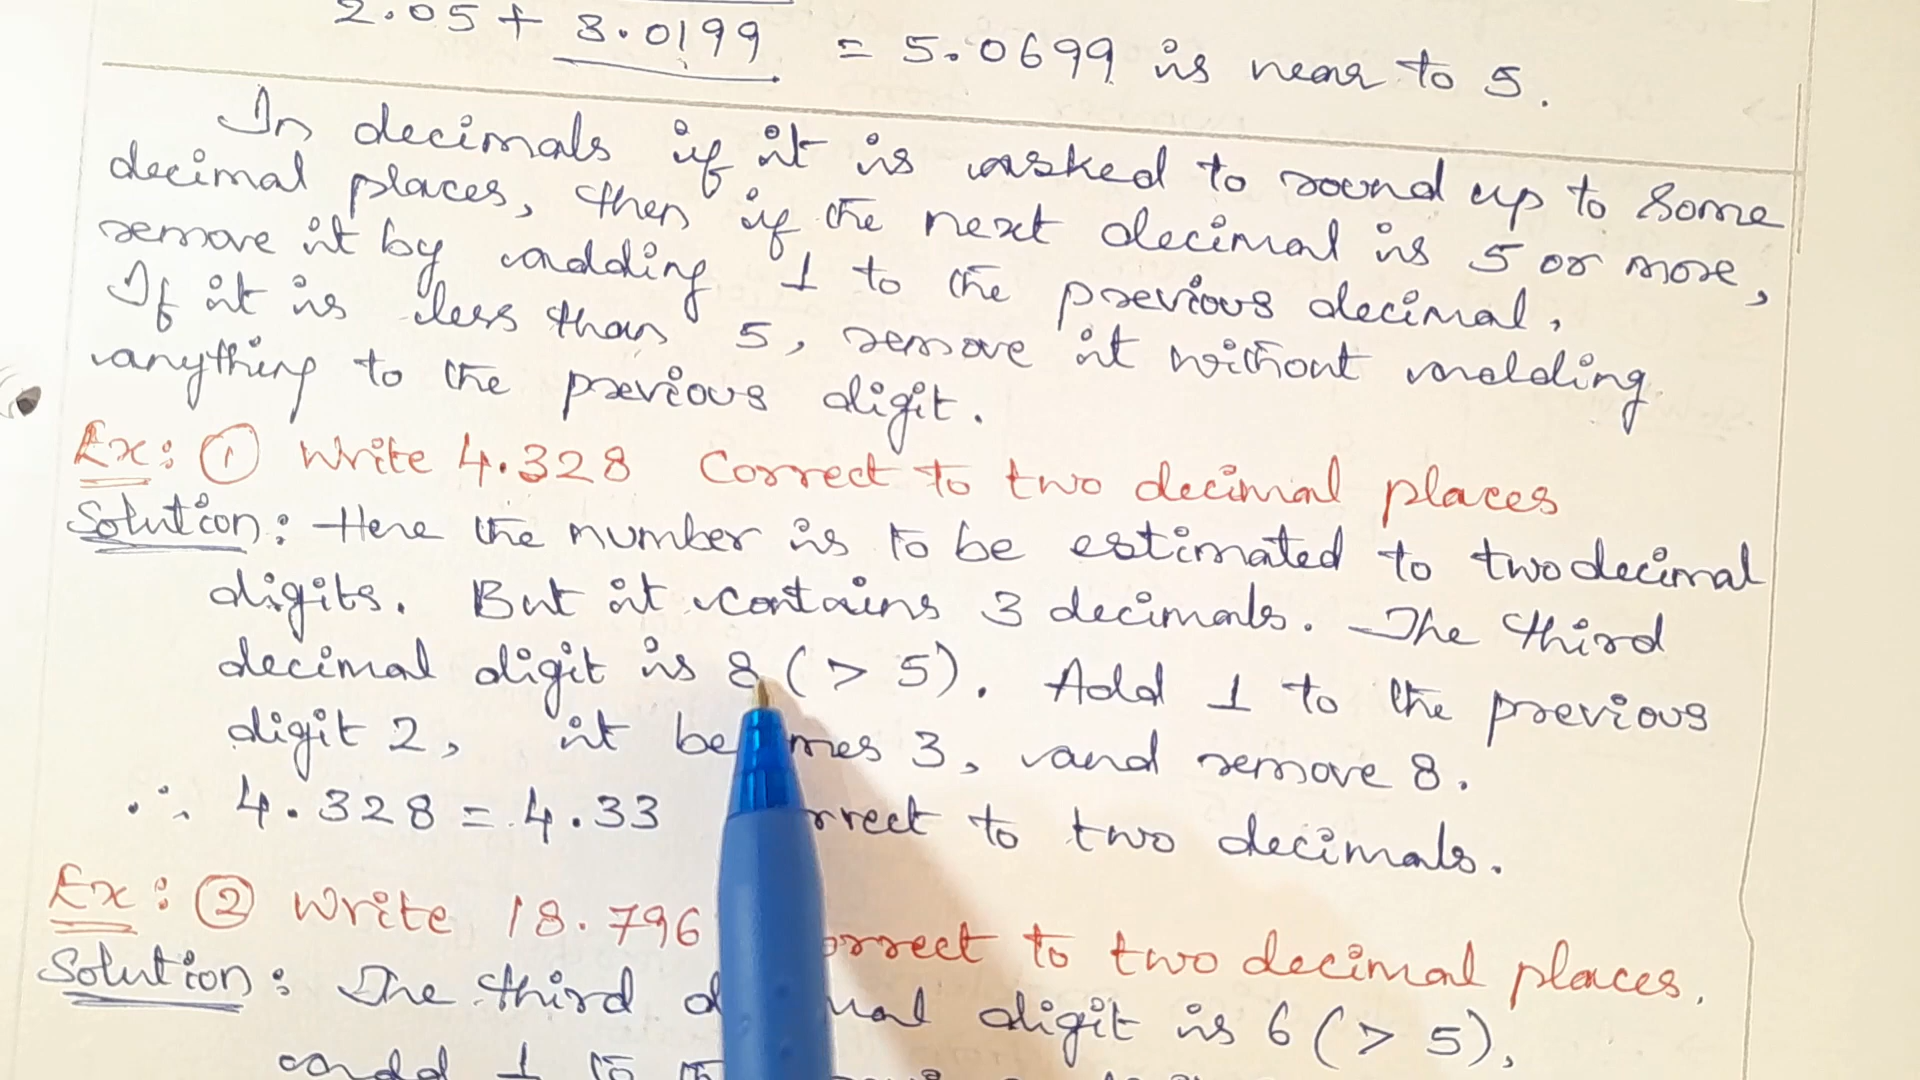 2.05 + 3.0199 = 5.0699 is near to 5.
In decimals if it is asked to round up to some
decimal places, then if the next decimal is 5 or more,
remove it by adding 1 to the previous decimal,
If it is less than 5, remove it without adding
anything to the previous digit.
Ex: ① Write 4.328 Correct to two decimal places
Solution: Here the number is to be estimated to two decimal
digits. But it contains 3 decimals. The third
decimal digit is 8 (> 5). Add 1 to the previous
digit 2, it be mes 3, and remove 8.
∴ 4.328 = 4.33 rrect to two decimals.
Ex: ② Write 18.796 orrect to two decimal places.
Solution: The third d mal digit is 6 (> 5),
add 1 to